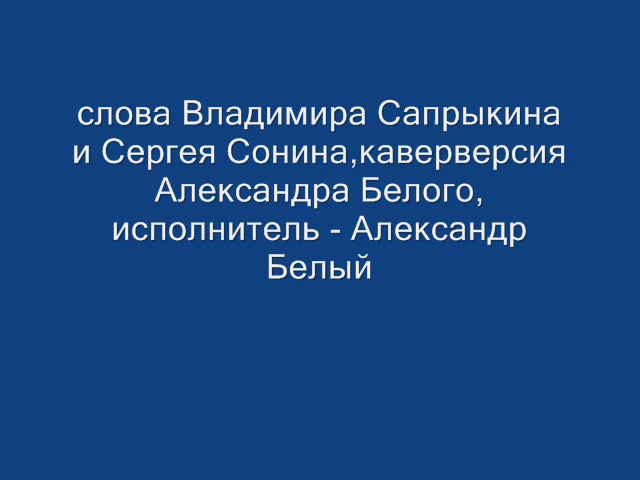 слова Владимира Сапрыкина
и Сергея Сонина,каверверсия
Александра Белого,
исполнитель - Александр
Белый